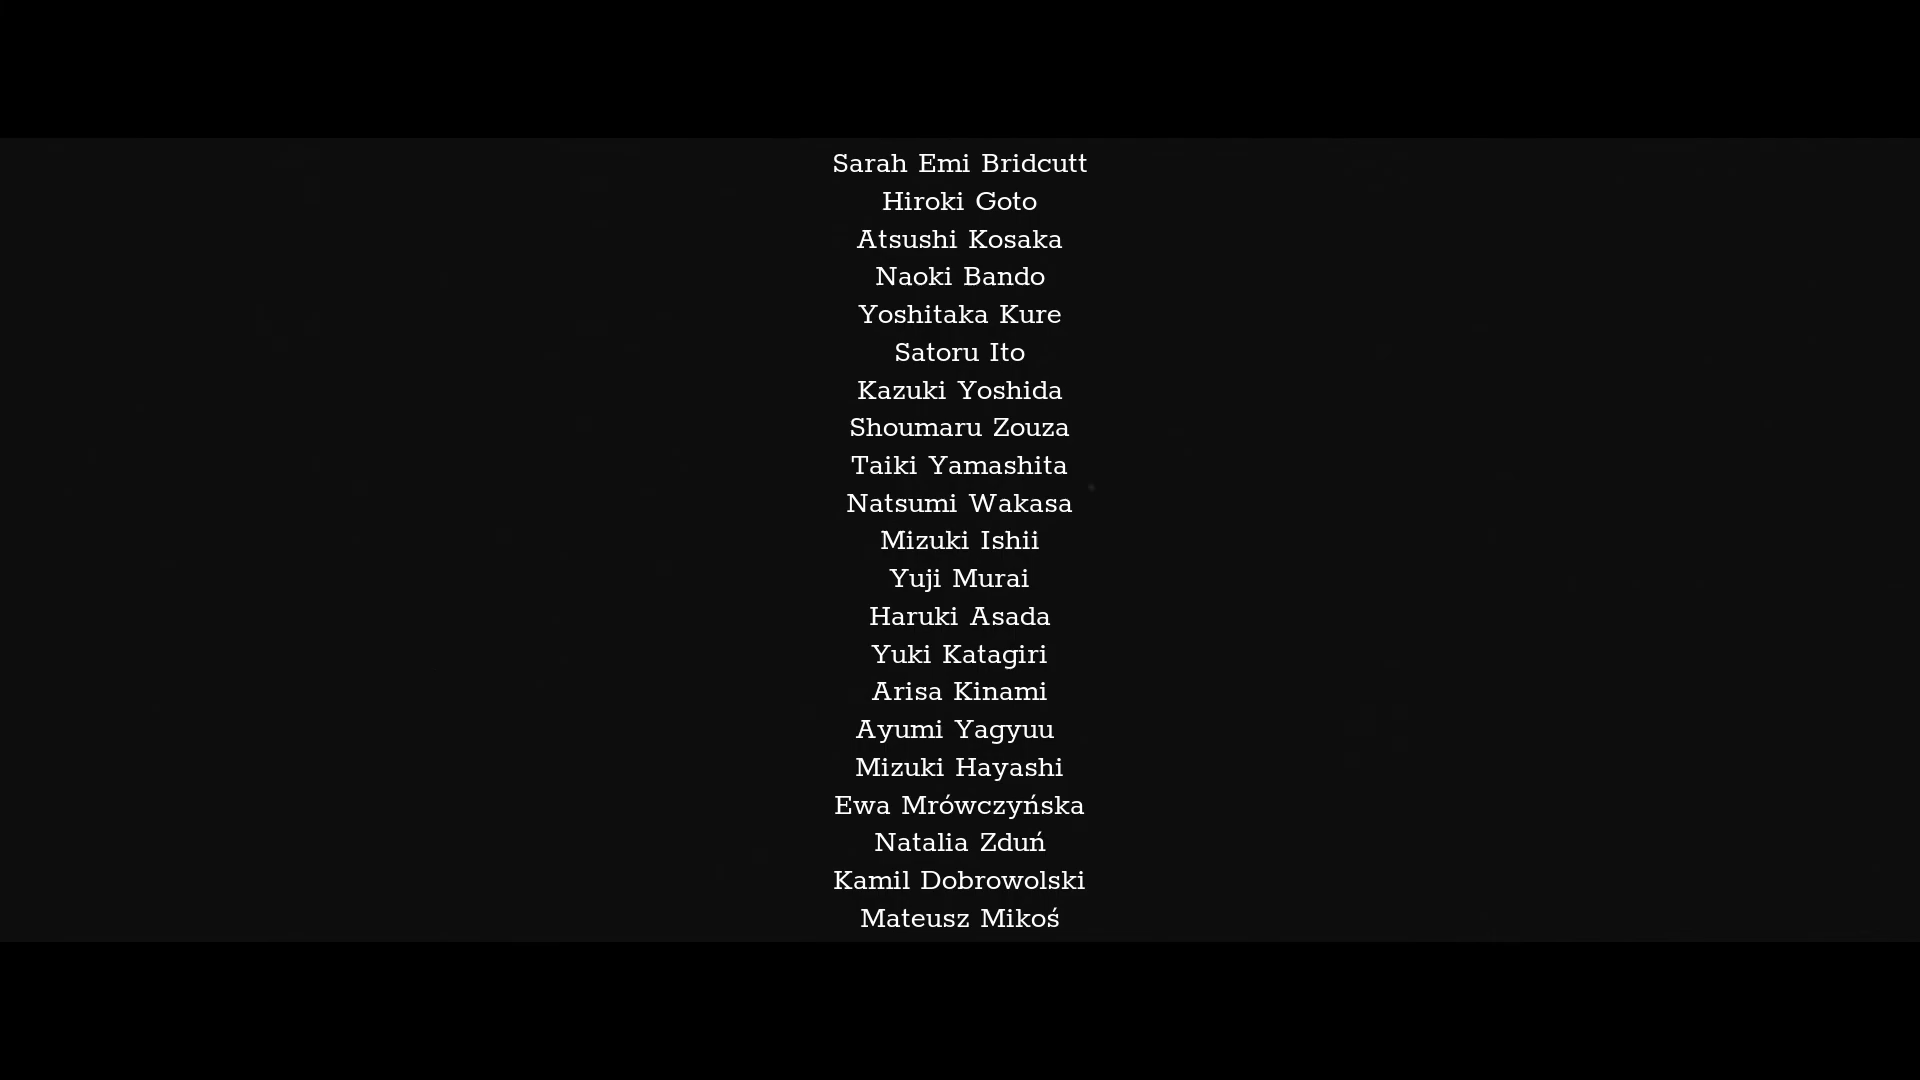 Sarah Emi Bridcutt
Hiroki Goto
Atsushi Kosaka
Naoki Bando
Yoshitaka Kure
Satoru Ito
Kazuki Yoshida
Shoumaru Zouza
Taiki Yamashita
Natsumi Wakasa
Mizuki Ishii
Yuji Murai
Haruki Asada
Yuki Katagiri
Arisa Kinami
Ayumi Yagyuu
Mizuki Hayashi
Ewa Mrówczyńska
Natalia Zduń
Kamil Dobrowolski
Mateusz Mikoś